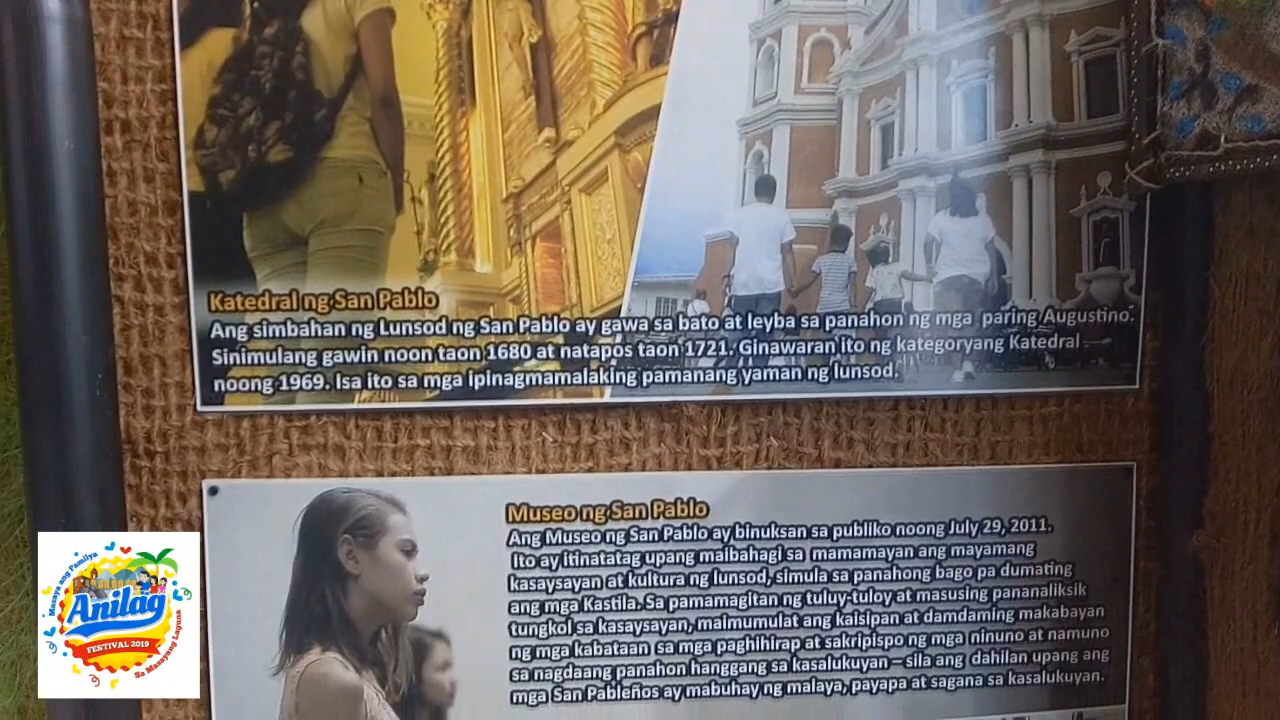 Katedral ng San Pablo
Ang simbahan ng Lunsod ng San Pablo ay gawa sa bato at leyba sa panahon ng mga paring Augustino.
Sinimulang gawin noon taon 1680 at natapos taon 1721. Ginawaran ito ng kategoryang Katedral
noong 1969. Isa ito sa mga ipinagmamalaking pamanang yaman ng lunsod.
Museo ng San Pablo
Ang Museo ng San Pablo ay binuksan sa publiko noong July 29, 2011.
Ito ay itinatatag upang maibahagi sa mamamayan ang mayamang
kasaysayan at kultura ng lunsod, simula sa panahong bago pa dumating
ang mga Kastila. Sa pamamagitan ng tuluy-tuloy at masusing pananaliksik
tungkol sa kasaysayan, maimumulat ang kaisipan at damdaming makabayan
ng mga kabataan sa mga paghihirap at sakripispo ng mga ninuno at namuno
sa nagdaang panahon hanggang sa kasalukuyan – sila ang dahilan upang ang
mga San Pableños ay mabuhay ng malaya, payapa at sagana sa kasalukuyan.
Masaya ang Pamilya
Anilag
FESTIVAL 2019
Sa Masayang Laguna